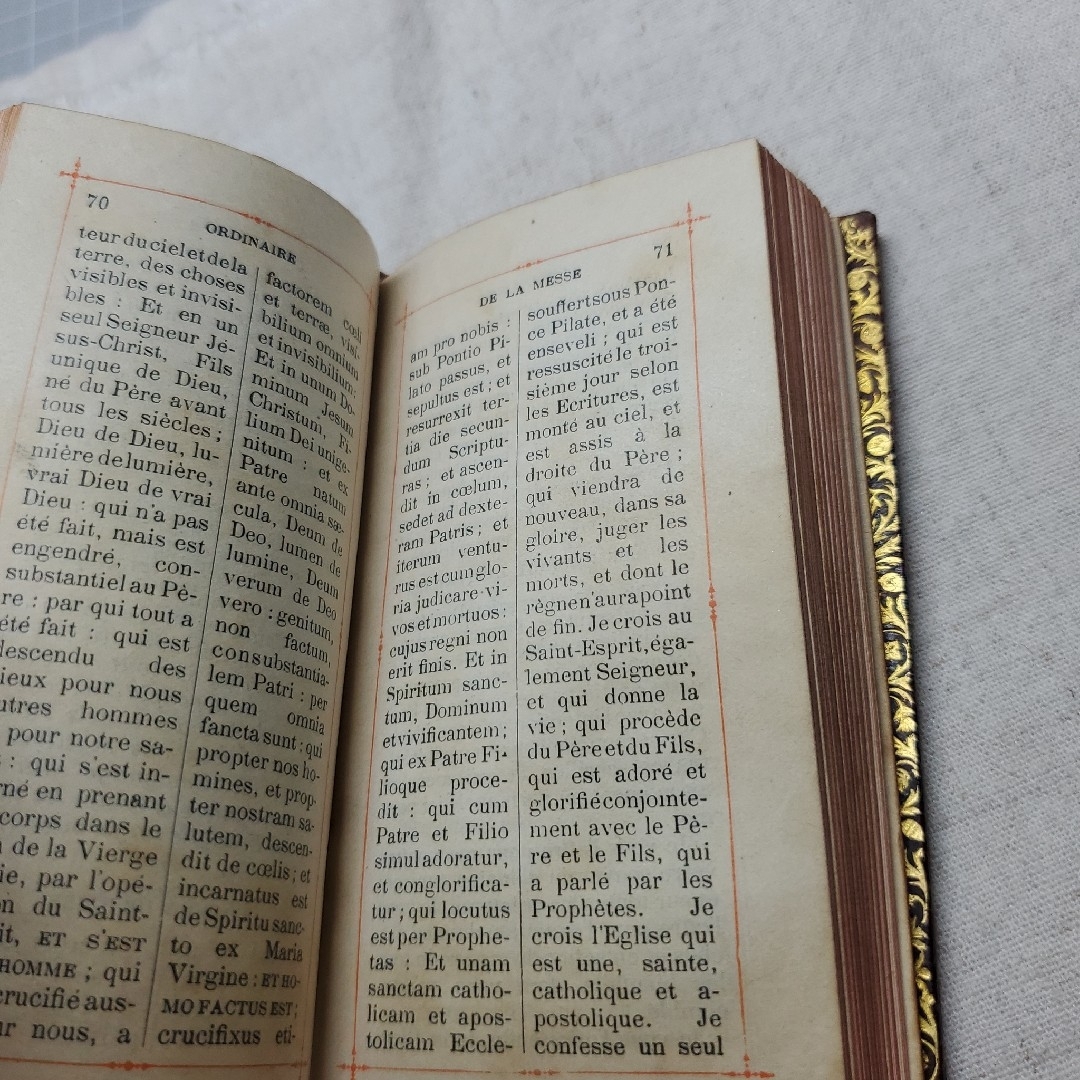 70
ORDINAIRE
teur du ciel et de la
terre, des choses
visibles et invisi-
bles : Et en un
seul Seigneur Jé-
sus-Christ, Fils
unique de Dieu,
né du Père avant
tous les siècles ;
Dieu de Dieu, lu-
mière de lumière,
vrai Dieu de vrai
Dieu : qui n'a pas
été fait, mais est
engendré, con-
substantiel au Pè-
re : par qui tout a
été fait : qui est
descendu des
ieux pour nous
utres hommes
pour notre sa-
: qui s'est in-
rné en prenant
corps dans le
de la Vierge
ie, par l'opé-
on du Saint-
it, ET S'EST
HOMME ; qui
crucifié aus-
ur nous, a
factorem cœli
et terræ, visi-
bilium omnium
et invisibilium:
Et in unum Do-
minum Jesum
Christum, Fi-
lium Dei unige-
nitum : et ex
Patre natum
ante omnia sæ-
cula, Deum de
Deo, lumen de
lumine, Deum
verum de Deo
vero : genitum,
non factum,
consubstantia-
lem Patri : per
quem omnia
fancta sunt : qui
propter nos ho-
mines, et prop-
ter nostram sa-
lutem, descen-
dit de cœlis ; et
incarnatus est
de Spiritu sanc-
to ex Maria
Virgine : ET HO-
MO FACTUS EST ;
crucifixus eti-
71
DE LA MESSE
am pro nobis :
sub Pontio Pi-
lato passus, et
sepultus est ; et
resurrexit ter-
tia die secun-
dum Scriptu-
ras ; et ascen-
dit in cœlum,
sedet ad dexte-
ram Patris ; et
iterum ventu-
rus est cum glo-
ria judicare vi-
vos et mortuos :
cujus regni non
erit finis. Et in
Spiritum sanc-
tum, Dominum
et vivificantem ;
qui ex Patre Fi-
lioque proce-
dit : qui cum
Patre et Filio
simul adoratur,
et conglorifica-
tur ; qui locutus
est per Prophe-
tas : Et unam
sanctam catho-
licam et apos-
tolicam Eccle-
souffert sous Pon-
ce Pilate, et a été
enseveli ; qui est
ressuscité le troi-
sième jour selon
les Ecritures, est
monté au ciel, et
est assis à la
droite du Père ;
qui viendra de
nouveau, dans sa
gloire, juger les
vivants et les
morts, et dont le
règne n'aura point
de fin. Je crois au
Saint-Esprit, éga-
lement Seigneur,
et qui donne la
vie ; qui procède
du Père et du Fils,
qui est adoré et
glorifié conjointe-
ment avec le Pè-
re et le Fils, qui
a parlé par les
Prophètes. Je
crois l'Eglise qui
est une, sainte,
catholique et a-
postolique. Je
confesse un seul